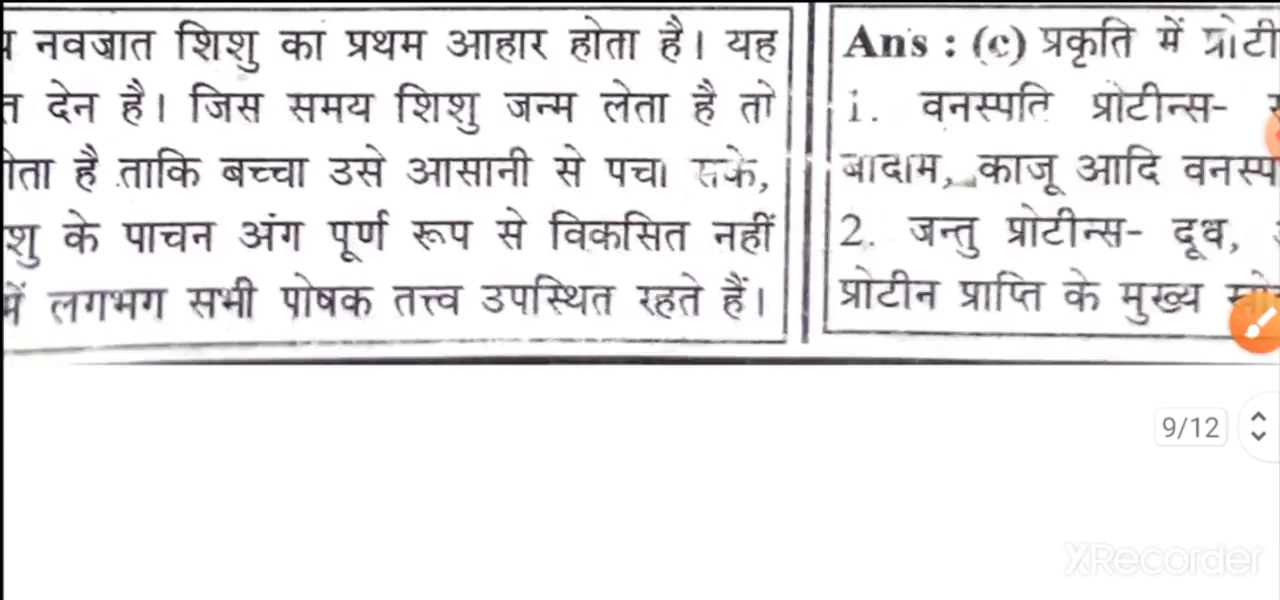 नवजात शिशु का प्रथम आहार होता है। यह
देन है। जिस समय शिशु जन्म लेता है तो
है ताकि बच्चा उसे आसानी से पचा सके,
के पाचन अंग पूर्ण रूप से विकसित नहीं
में लगभग सभी पोषक तत्त्व उपस्थित रहते हैं।
Ans : (c) प्रकृति में
1. वनस्पति प्रोटीन्स-
बादाम, काजू आदि
2. जन्तु प्रोटीन्स- दूध,
प्रोटीन प्राप्ति के मुख्य
9/12
XRecorder